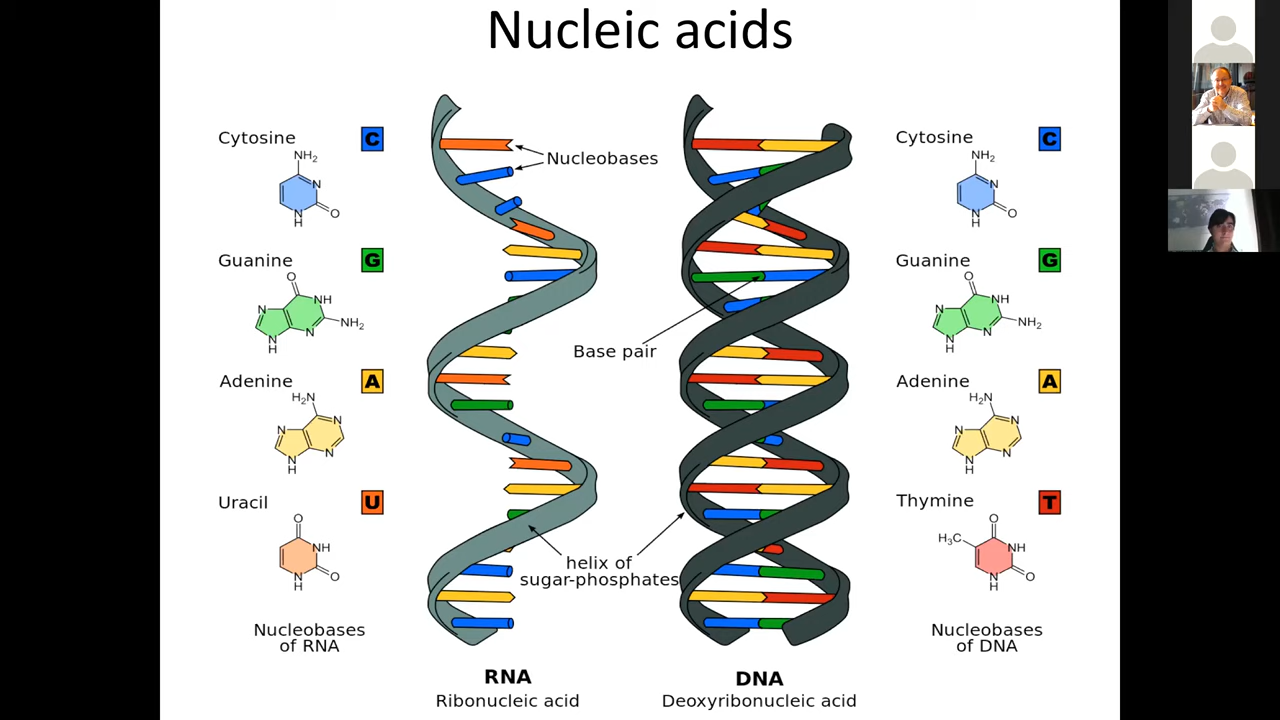 Nucleic acids
Cytosine
C
NH₂
N
N
H
O
Guanine
G
O
N
NH
N
H
N
NH₂
Adenine
A
H₂N
N
N
N
H
N
Uracil
U
O
NH
N
H
O
Nucleobases
of RNA
Nucleobases
Base pair
helix of
sugar-phosphates
RNA
Ribonucleic acid
DNA
Deoxyribonucleic acid
Cytosine
C
NH₂
N
N
H
O
Guanine
G
O
N
NH
N
H
N
NH₂
Adenine
A
H₂N
N
N
N
H
N
Thymine
T
O
H₃C
NH
N
H
O
Nucleobases
of DNA